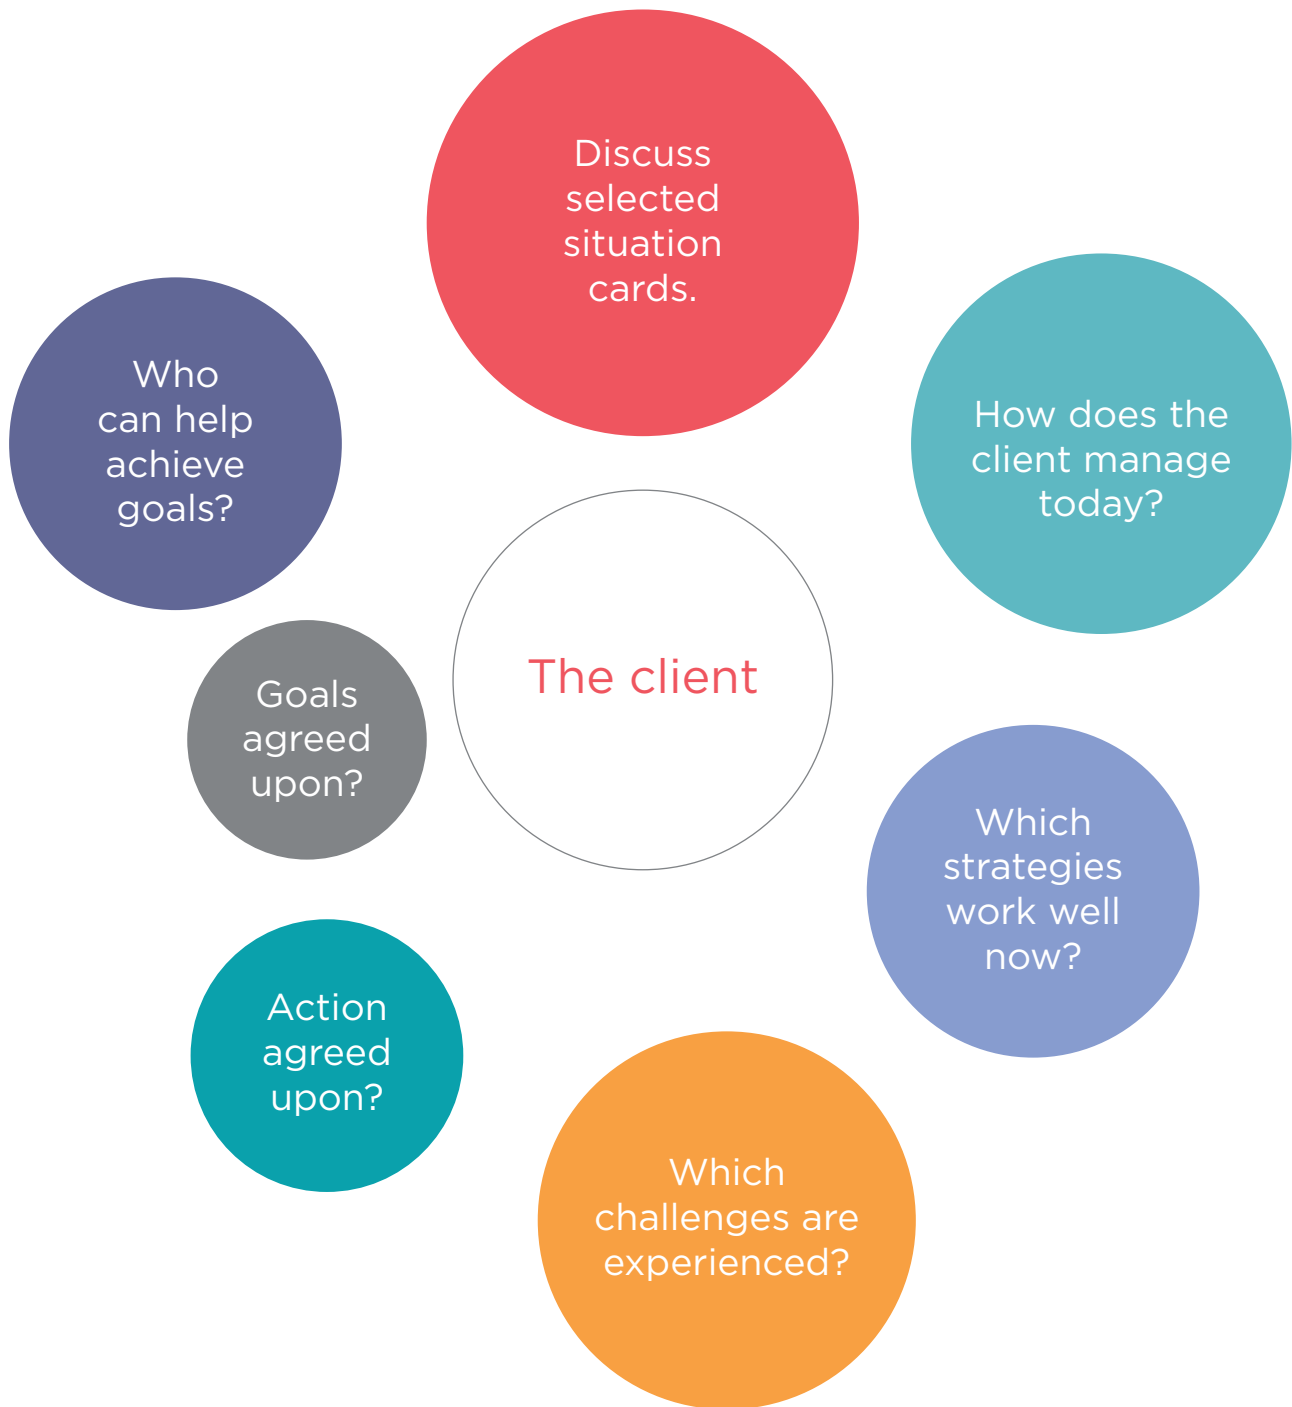 Discuss
selected
situation
cards.
How does the
client manage
today?
Which
strategies
work well
now?
Which
challenges are
experienced?
Action
agreed
upon?
Goals
agreed
upon?
Who
can help
achieve
goals?
The client